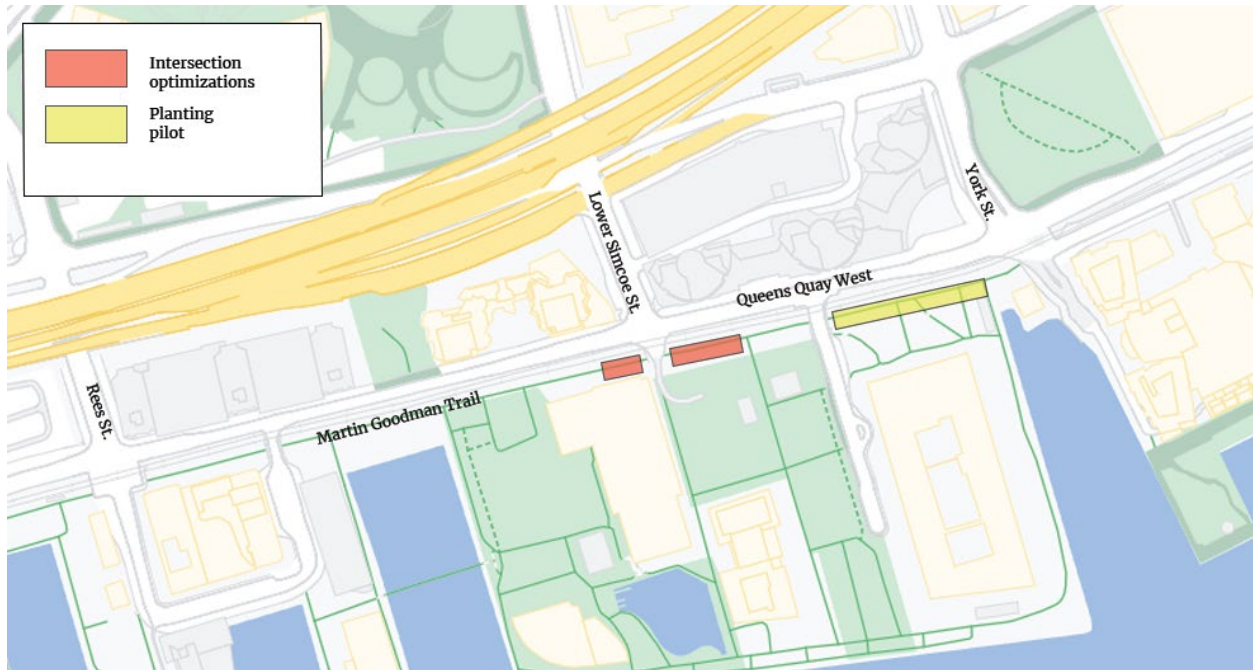 Intersection
optimizations
Planting
pilot
York St.
Lower Simcoe St.
Queens Quay West
Rees St.
Martin Goodman Trail